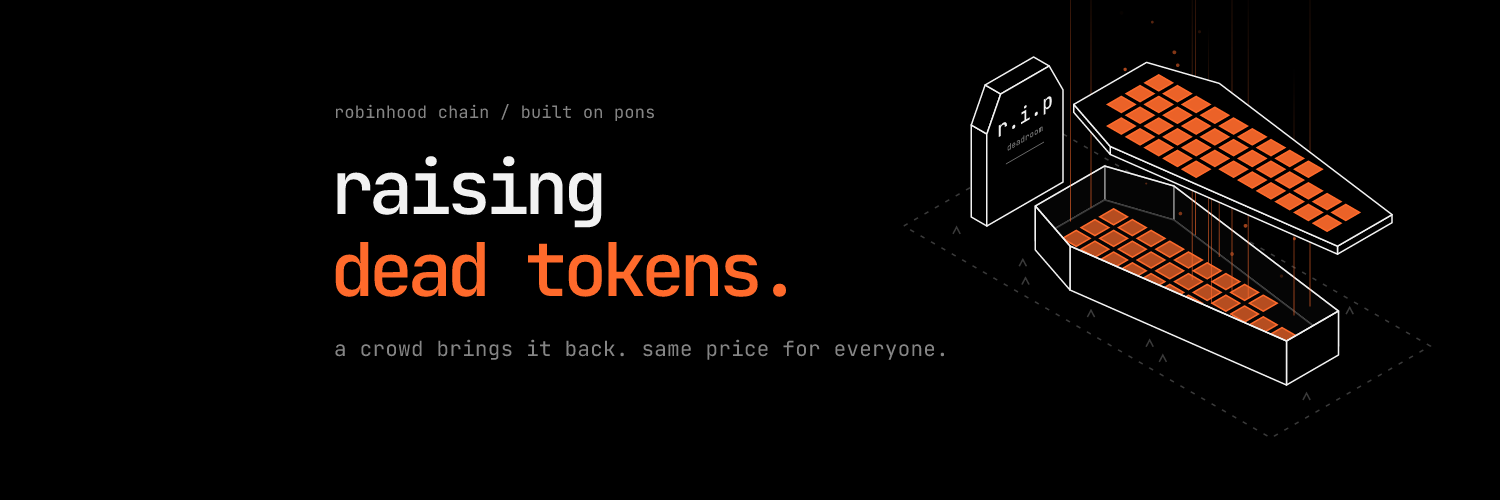 robinhood chain / built on pons
raising
dead tokens.
a crowd brings it back. same price for everyone.
r.i.p
deadroom